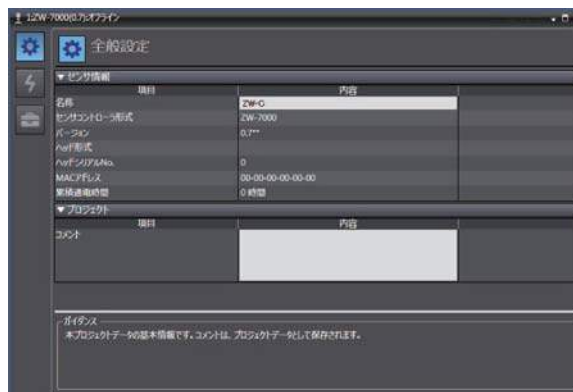 1:ZW-7000(0.7):オフライン
全般設定
▼センサ情報
項目 内容
名称 ZW-G
センサコントローラ形式 ZW-7000
バージョン 0.7**
ヘッド形式
ヘッドシリアルNo. 0
MACアドレス 00-00-00-00-00-00
累積通電時間 0 時間
▼プロジェクト
項目 内容
コメント
ガイダンス
本プロジェクトデータの基本情報です。コメントは、プロジェクトデータとして保存されます。